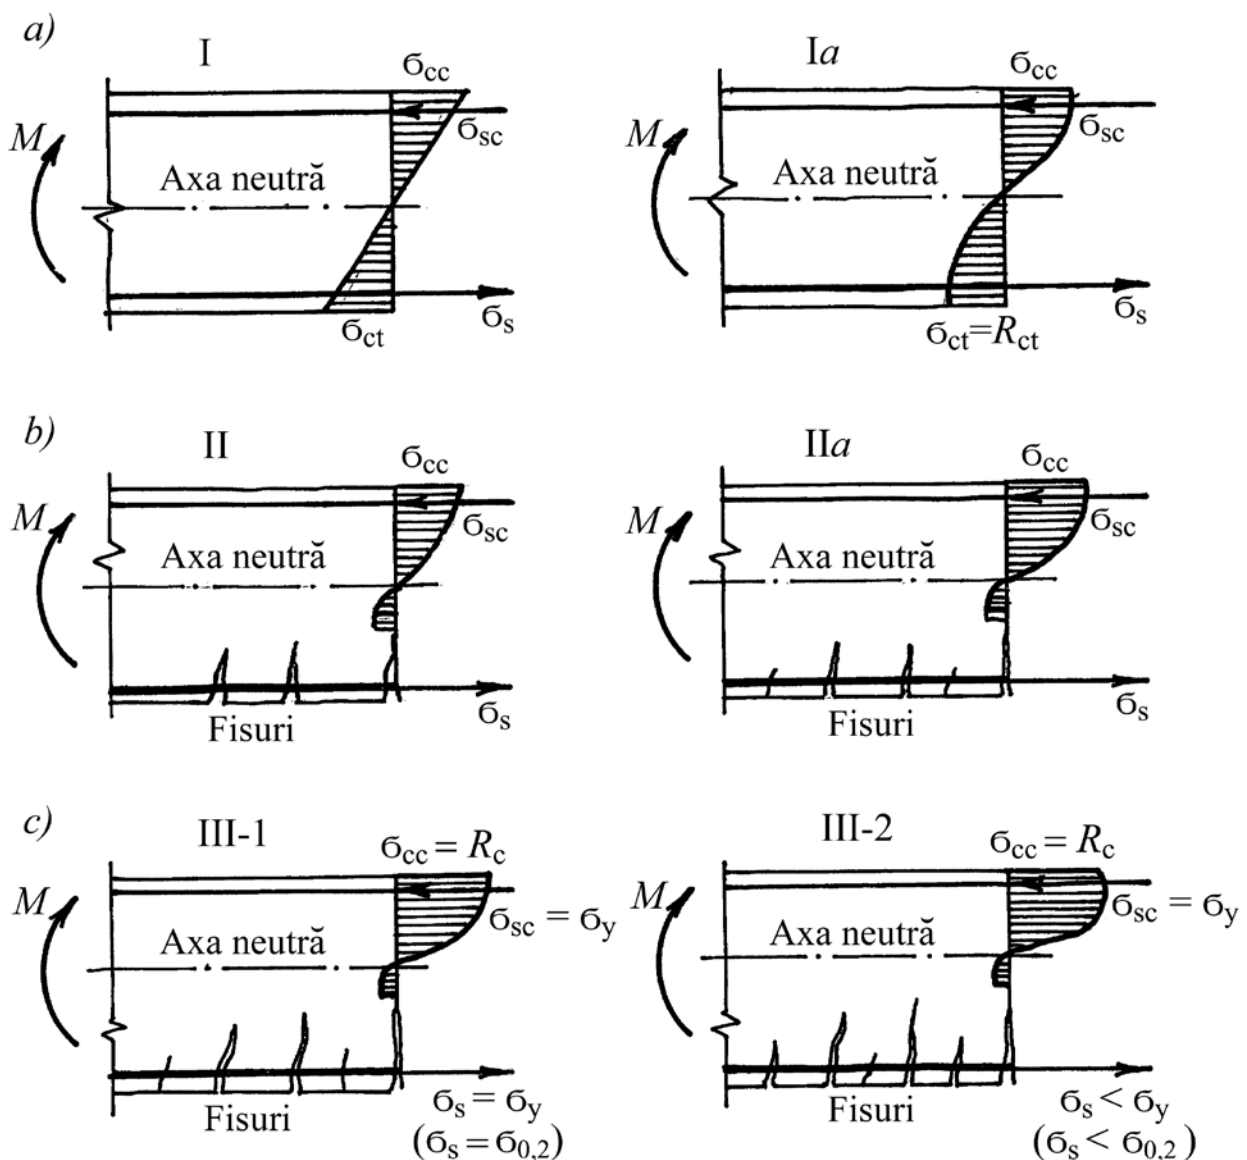 a)
I
Ia
σcc
σcc
σsc
σsc
M
M
Axa neutră
Axa neutră
σct
σs
σct=Rct
σs
b)
II
IIa
σcc
σcc
M
σsc
M
σsc
Axa neutră
Axa neutră
σs
σs
Fisuri
Fisuri
c)
III-1
III-2
σcc = Rc
σcc = Rc
M
M
σsc = σy
σsc = σy
Axa neutră
Axa neutră
Fisuri
σs = σy
(σs = σ0,2)
Fisuri
σs < σy
(σs < σ0,2)